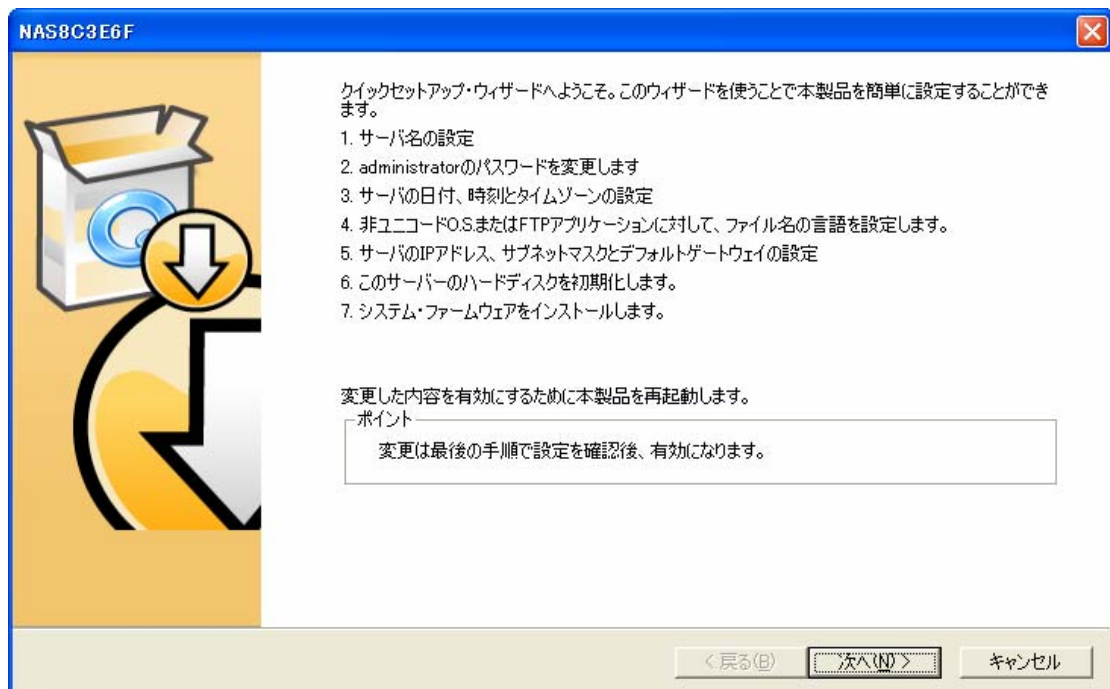 NAS8C3E6F
クイックセットアップ・ウィザードへようこそ。このウィザードを使うことで本製品を簡単に設定することができ
ます。
1. サーバ名の設定
2. administratorのパスワードを変更します
3. サーバの日付、時刻とタイムゾーンの設定
4. 非ユニコードO.S.またはFTPアプリケーションに対して、ファイル名の言語を設定します。
5. サーバのIPアドレス、サブネットマスクとデフォルトゲートウェイの設定
6. このサーバーのハードディスクを初期化します。
7. システム・ファームウェアをインストールします。
変更した内容を有効にするために本製品を再起動します。
ポイント
変更は最後の手順で設定を確認後、有効になります。
< 戻る(B)
次へ(N) >
キャンセル